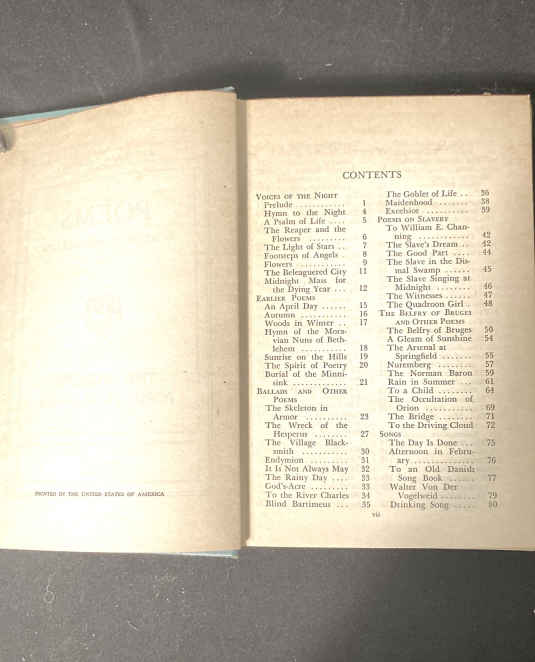 PRINTED IN THE UNITED STATES OF AMERICA
CONTENTS
VOICES OF THE NIGHT
Prelude ............ 1
Hymn to the Night 4
A Psalm of Life .... 5
The Reaper and the
Flowers ......... 6
The Light of Stars .. 7
Footsteps of Angels . 8
Flowers ........... 9
The Beleaguered City 11
Midnight Mass for
the Dying Year ... 12
EARLIER POEMS
An April Day ...... 15
Autumn ........... 16
Woods in Winter .. 17
Hymn of the Mora-
vian Nuns of Beth-
lehem ........... 18
Sunrise on the Hills 19
The Spirit of Poetry 20
Burial of the Minni-
sink ............. 21
BALLADS AND OTHER
POEMS
The Skeleton in
Armor .......... 23
The Wreck of the
Hesperus ........ 27
The Village Black-
smith ........... 30
Endymion ......... 31
It Is Not Always May 32
The Rainy Day .... 33
God's-Acre ......... 33
To the River Charles 34
Blind Bartimeus ... 35
The Goblet of Life .. 36
Maidenhood ....... 38
Excelsior ........... 39
POEMS ON SLAVERY
To William E. Chan-
ning ............ 42
The Slave's Dream .. 42
The Good Part .... 44
The Slave in the Dis-
mal Swamp ...... 45
The Slave Singing at
Midnight ........ 46
The Witnesses ...... 47
The Quadroon Girl . 48
THE BELFRY OF BRUGES
AND OTHER POEMS
The Belfry of Bruges 50
A Gleam of Sunshine 54
The Arsenal at
Springfield ....... 55
Nuremberg ........ 57
The Norman Baron 59
Rain in Summer ... 61
To a Child ........ 64
The Occultation of
Orion ........... 69
The Bridge ........ 71
To the Driving Cloud 72
SONGS
The Day Is Done ... 75
Afternoon in Febru-
ary .............. 76
To an Old Danish
Song Book ...... 77
Walter Von Der
Vogelweid ....... 79
Drinking Song ..... 80
vii